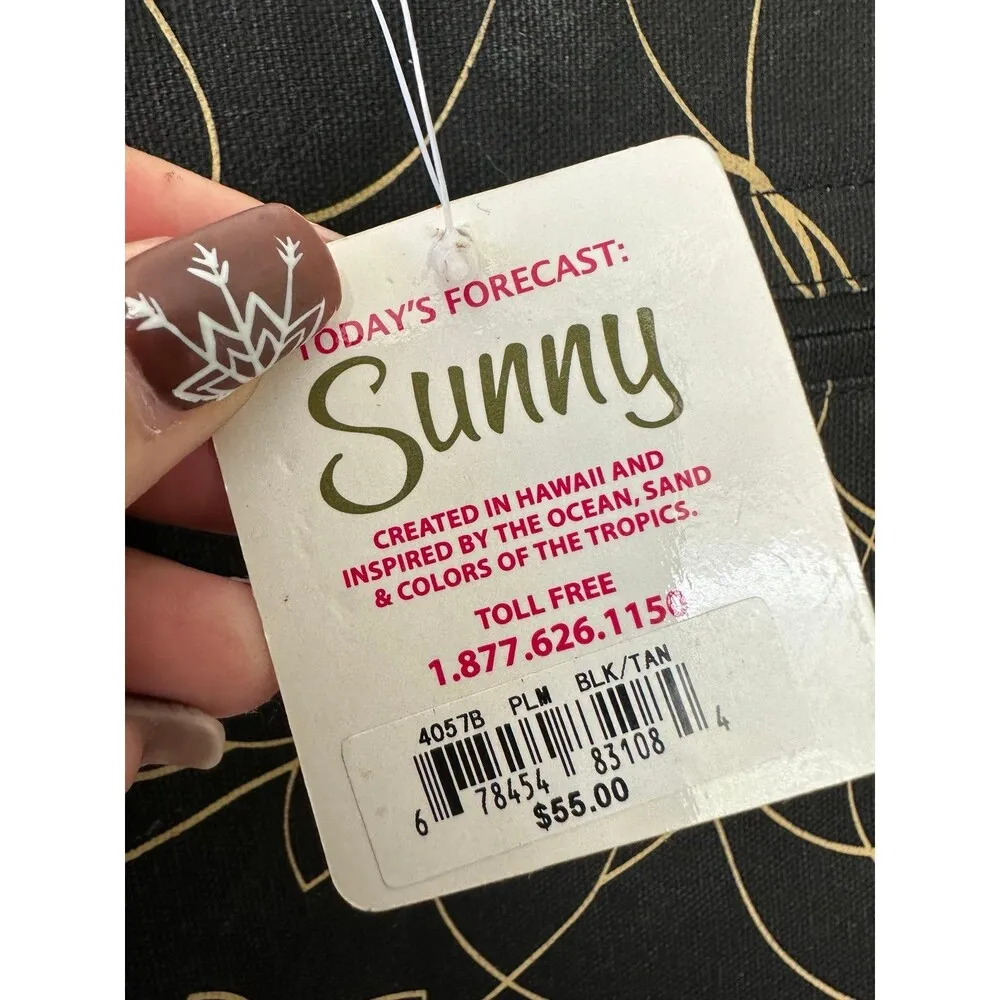 TODAY'S FORECAST:
Sunny
CREATED IN HAWAII AND
INSPIRED BY THE OCEAN, SAND
& COLORS OF THE TROPICS.
TOLL FREE
1.877.626.1150
4057B PLM BLK/TAN
6 78454 83108 4
$55.00